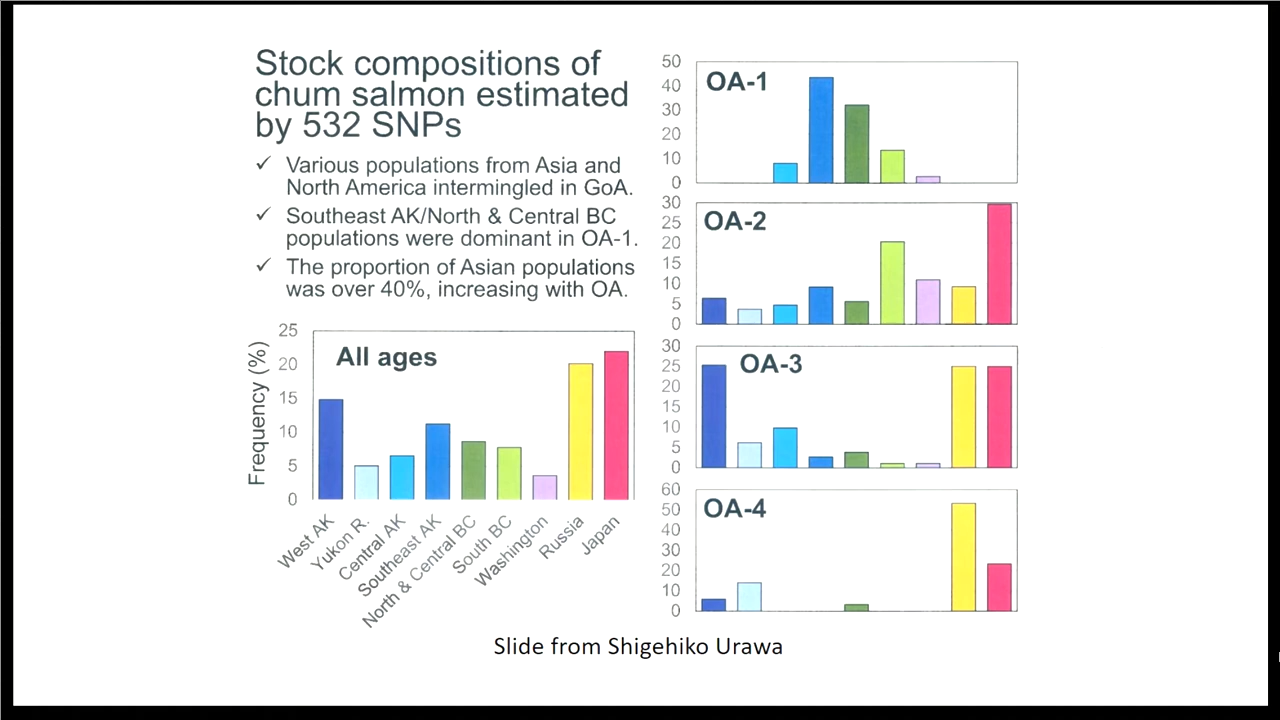 Stock compositions of
chum salmon estimated
by 532 SNPs
✓ Various populations from Asia and
North America intermingled in GoA.
✓ Southeast AK/North & Central BC
populations were dominant in OA-1.
✓ The proportion of Asian populations
was over 40%, increasing with OA.
Frequency (%)
25
20
15
10
5
0
All ages
West AK
Yukon R.
Central AK
Southeast AK
North & Central BC
South BC
Washington
Russia
Japan
50
40
30
20
10
0
OA-1
30
25
20
15
10
5
0
OA-2
30
25
20
15
10
5
0
OA-3
60
50
40
30
20
10
0
OA-4
Slide from Shigehiko Urawa